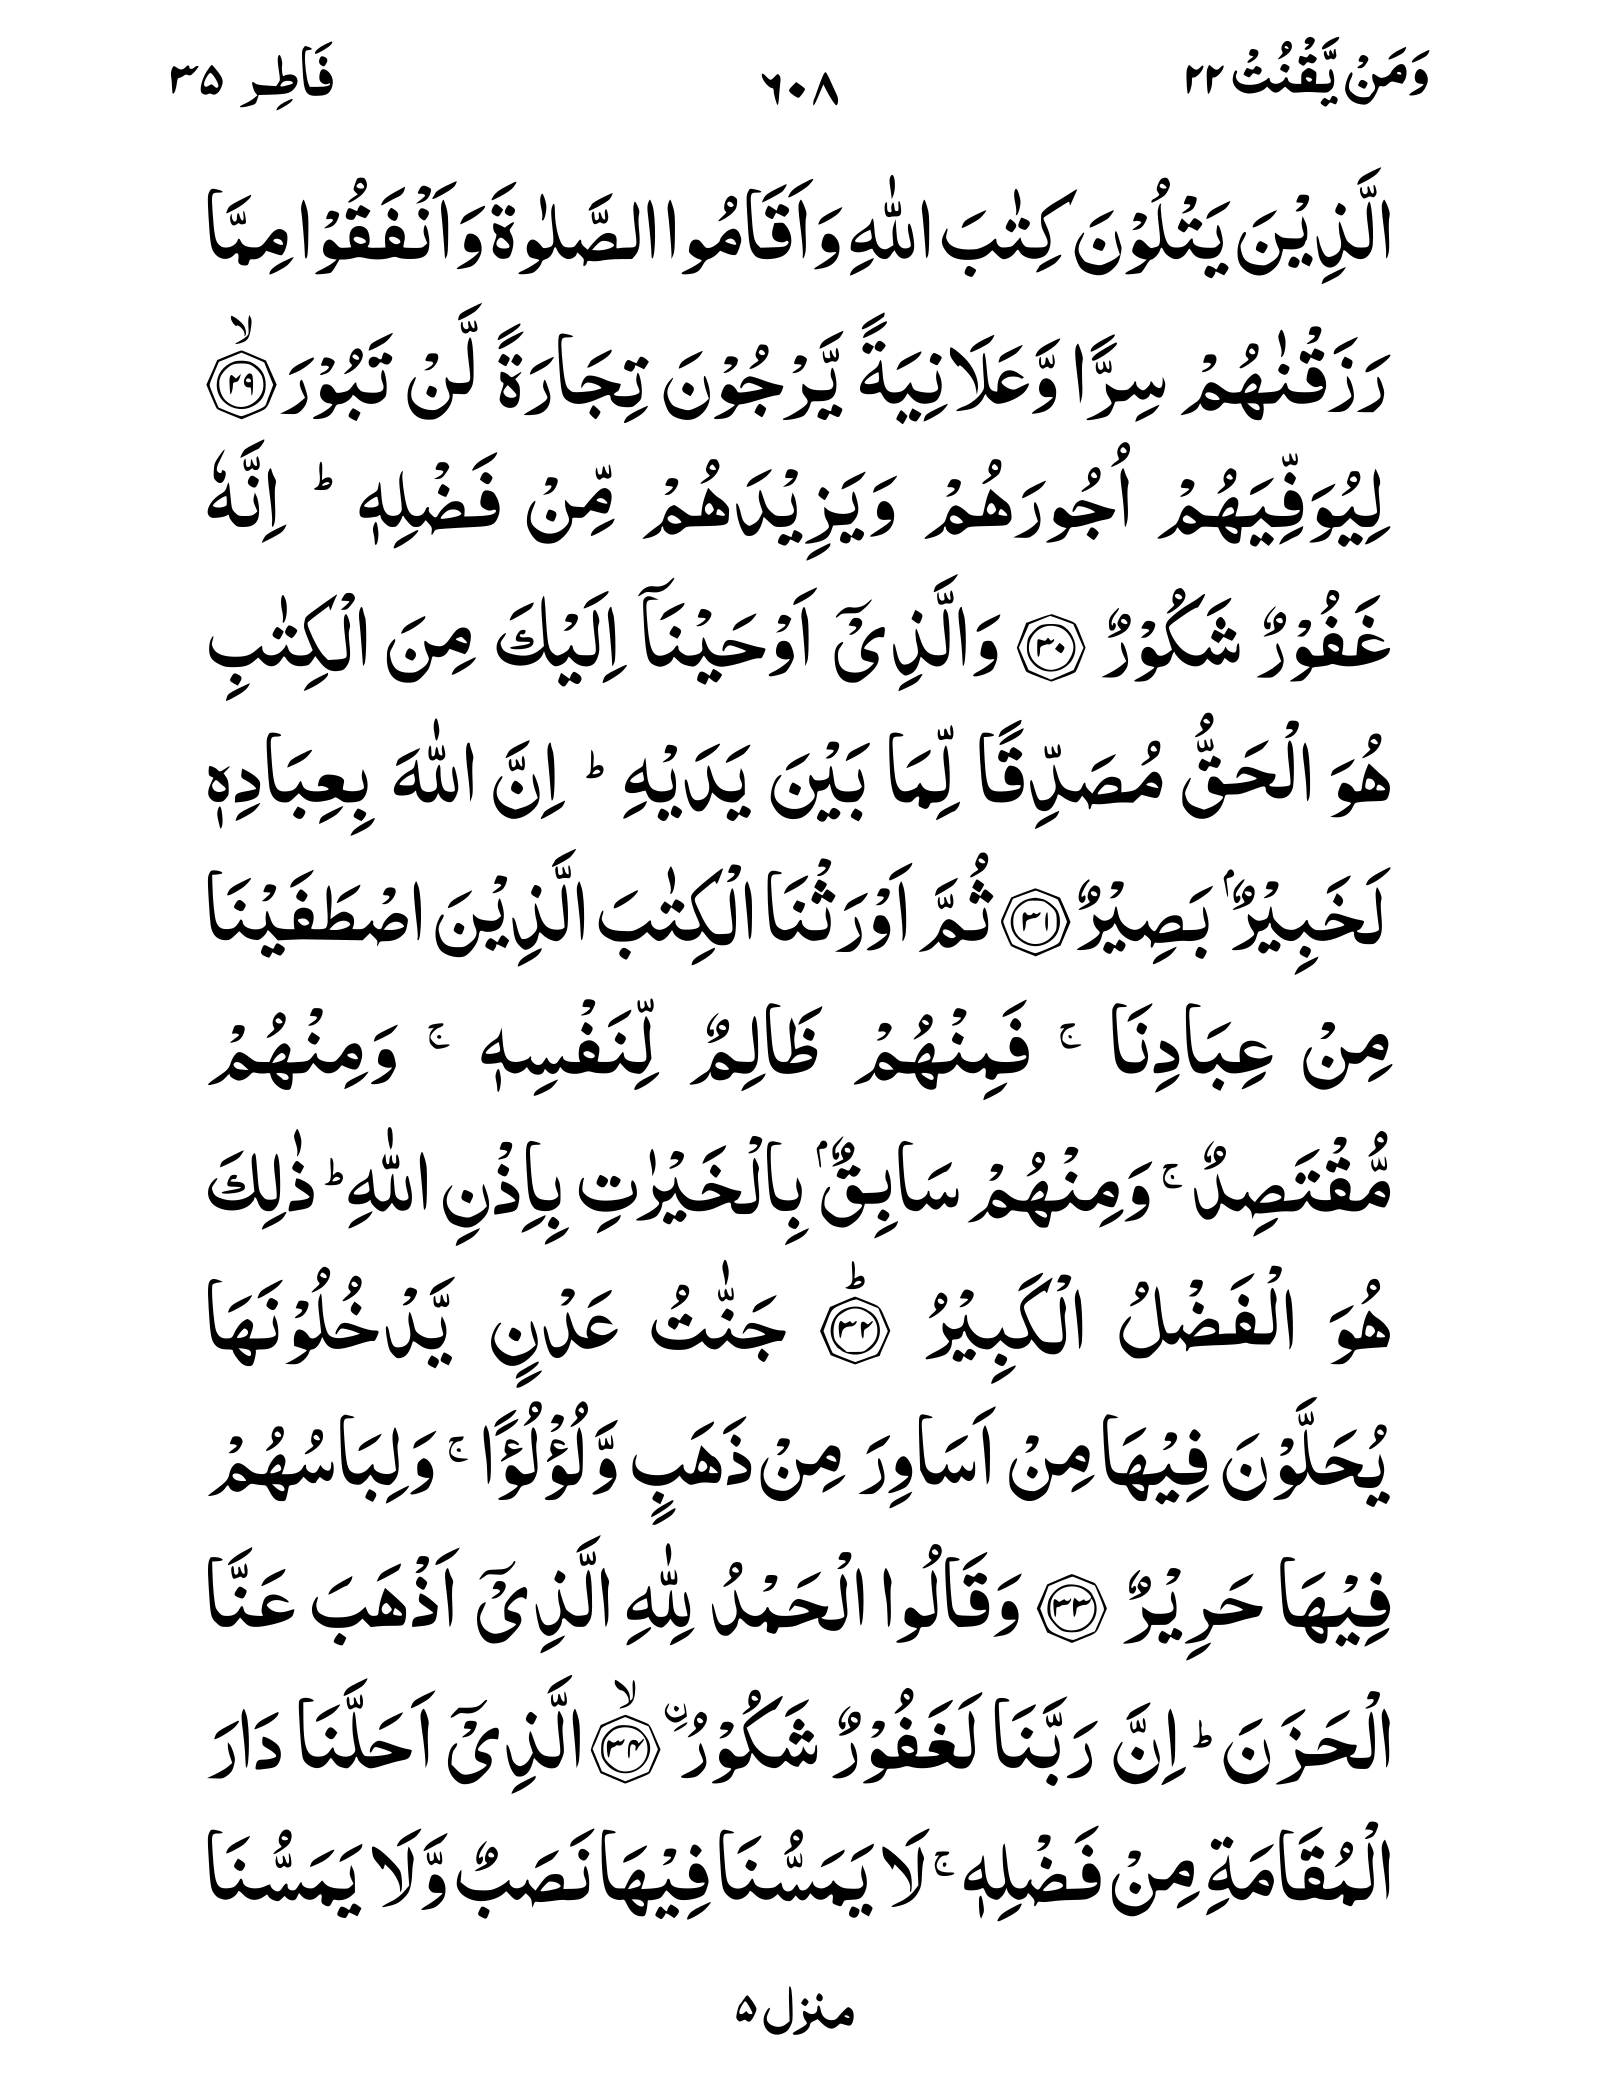 وَمَنْ يَّقْنُتْ ٢٢ ٦٠٨ فَاطِر ٣٥
الَّذِيْنَ يَتْلُوْنَ كِتٰبَ اللّٰهِ وَاَقَامُوا الصَّلٰوةَ وَاَنْفَقُوْا مِمَّا
رَزَقْنٰهُمْ سِرًّا وَّعَلَانِيَةً يَّرْجُوْنَ تِجَارَةً لَّنْ تَبُوْرَ ۙ﴿٢٩﴾
لِيُوَفِّيَهُمْ اُجُورَهُمْ وَيَزِيْدَهُمْ مِّنْ فَضْلِهٖ ؕ اِنَّهٗ
غَفُوْرٌ شَكُوْرٌ ﴿٣٠﴾ وَالَّذِىْۤ اَوْحَيْنَاۤ اِلَيْكَ مِنَ الْكِتٰبِ
هُوَ الْحَقُّ مُصَدِّقًا لِّمَا بَيْنَ يَدَيْهِ ؕ اِنَّ اللّٰهَ بِعِبَادِهٖ
لَخَبِيْرٌۢ بَصِيْرٌ ﴿٣١﴾ ثُمَّ اَوْرَثْنَا الْكِتٰبَ الَّذِيْنَ اصْطَفَيْنَا
مِنْ عِبَادِنَا ۚ فَمِنْهُمْ ظَالِمٌ لِّنَفْسِهٖ ۚ وَمِنْهُمْ
مُّقْتَصِدٌ ۚ وَمِنْهُمْ سَابِقٌۢ بِالْخَيْرٰتِ بِاِذْنِ اللّٰهِ ؕ ذٰلِكَ
هُوَ الْفَضْلُ الْكَبِيْرُ ؕ﴿٣٢﴾ جَنّٰتُ عَدْنٍ يَّدْخُلُوْنَهَا
يُحَلَّوْنَ فِيْهَا مِنْ اَسَاوِرَ مِنْ ذَهَبٍ وَّلُؤْلُؤًا ۚ وَلِبَاسُهُمْ
فِيْهَا حَرِيْرٌ ﴿٣٣﴾ وَقَالُوا الْحَمْدُ لِلّٰهِ الَّذِىْۤ اَذْهَبَ عَنَّا
الْحَزَنَ ؕ اِنَّ رَبَّنَا لَغَفُوْرٌ شَكُوْرُ ۨ ۙ﴿٣٤﴾ الَّذِىْۤ اَحَلَّنَا دَارَ
الْمُقَامَةِ مِنْ فَضْلِهٖ ۚ لَا يَمَسُّنَا فِيْهَا نَصَبٌ وَّلَا يَمَسُّنَا
منزل ۵